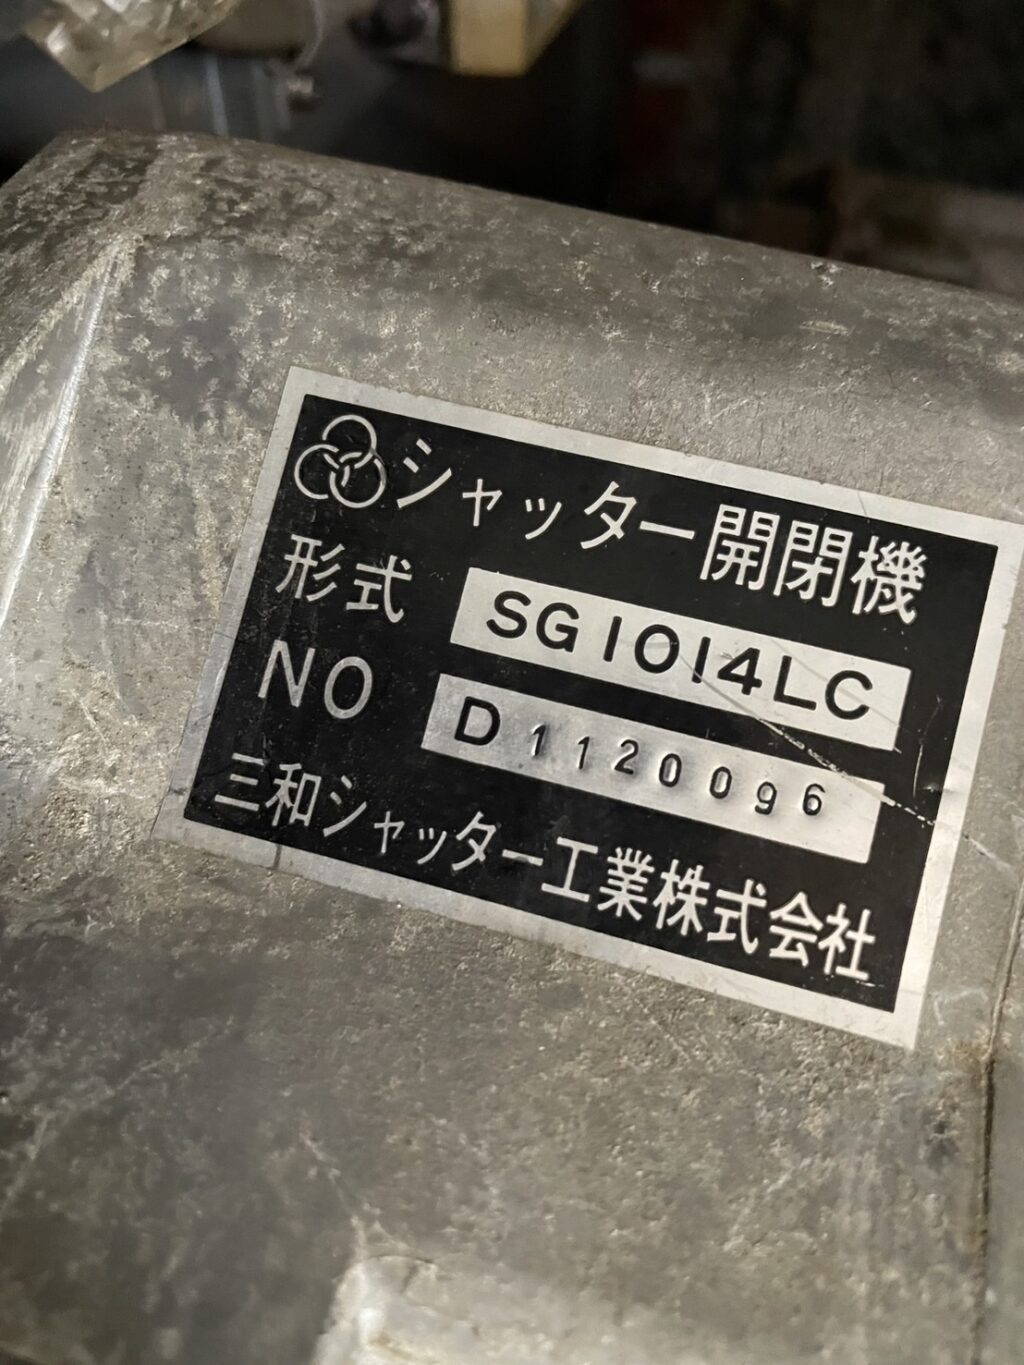 シャッター開閉機
形式 SG1014LC
NO D1120096
三和シャッター工業株式会社